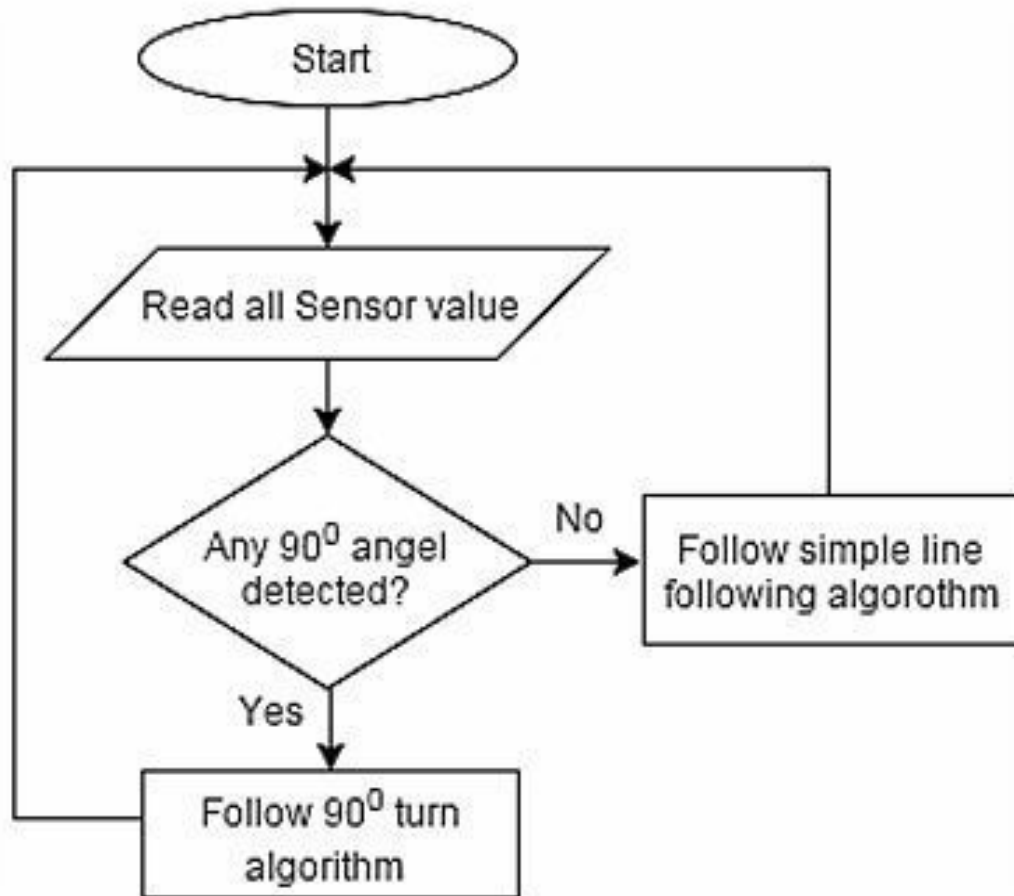 Start
Read all Sensor value
Any 90⁰ angel
detected?
No
Follow simple line
following algorothm
Yes
Follow 90⁰ turn
algorithm